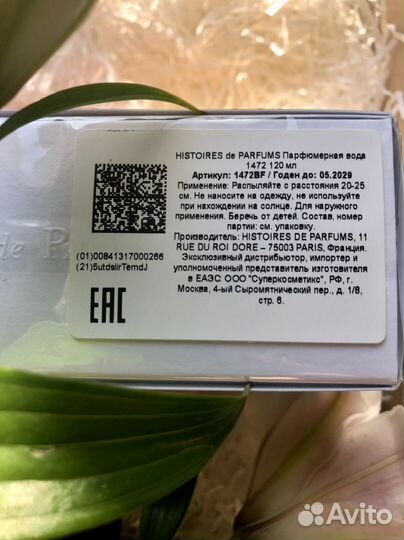 de P
HISTOIRES de PARFUMS Парфюмерная вода
1472 120 мл
Артикул: 1472BF / Годен до: 05.2029
Применение: Распыляйте с расстояния 20-25
см. Не наносите на одежду, не используйте
при нахождении на солнце. Для наружного
применения. Беречь от детей. Состав, номер
партии: см. упаковку.
Производитель: HISTOIRES DE PARFUMS, 11
RUE DU ROI DORE – 75003 PARIS, Франция.
Эксклюзивный дистрибьютор, импортер и
уполномоченный представитель изготовителя
в ЕАЭС: ООО "Суперкосметикс", РФ, г.
Москва, 4-ый Сыромятнический пер., д. 1/8,
стр. 6.
(01)00841317000266
(21)5utdsiirTemdJ
EAC
Avito